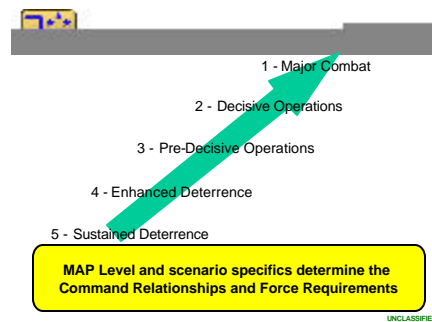 1 - Major Combat
2 - Decisive Operations
3 - Pre-Decisive Operations
4 - Enhanced Deterrence
5 - Sustained Deterrence
MAP Level and scenario specifics determine the
Command Relationships and Force Requirements
UNCLASSIFIE